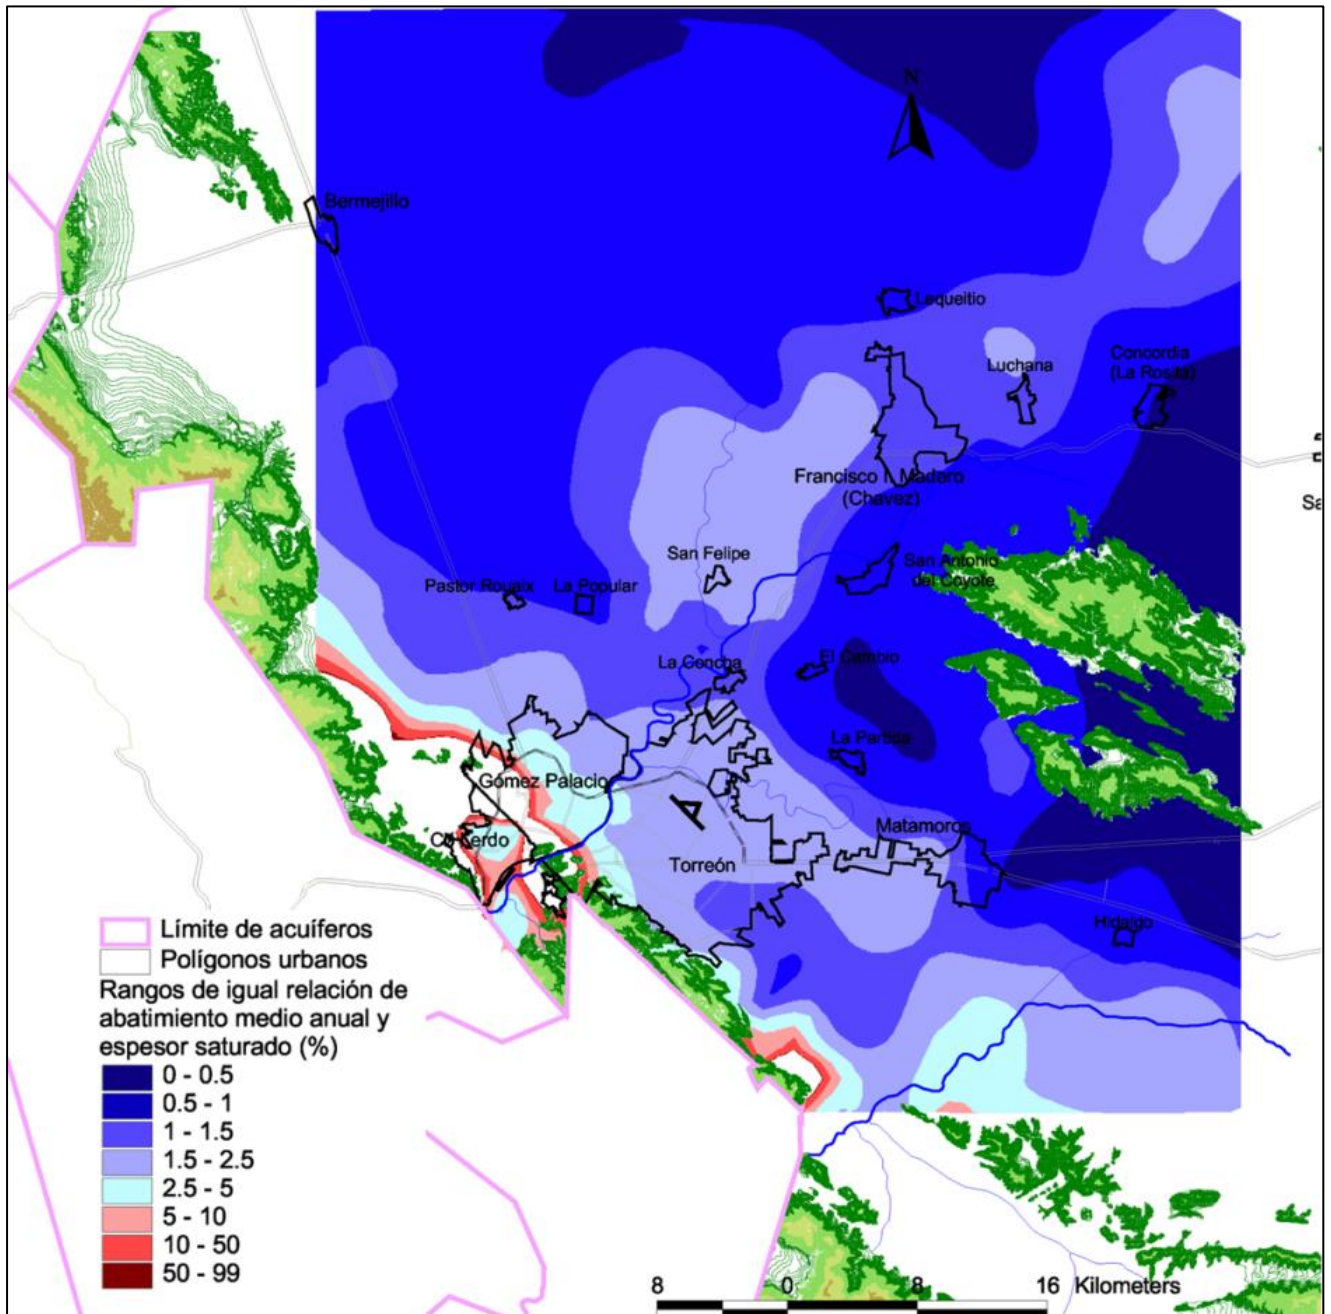 N
Bermejillo
Lequeitio
Luchana
Concordia
(La Rosita)
Francisco I. Madero
(Chavez)
San Felipe
San Antonio
del Coyote
Pastor Rouaix
La Popular
La Concha
El Cambio
La Partida
Gómez Palacio
Lerdo
Matamoros
Torreón
Hidalgo
Límite de acuíferos
Polígonos urbanos
Rangos de igual relación de
abatimiento medio anual y
espesor saturado (%)
0 - 0.5
0.5 - 1
1 - 1.5
1.5 - 2.5
2.5 - 5
5 - 10
10 - 50
50 - 99
8 0 8 16 Kilometers